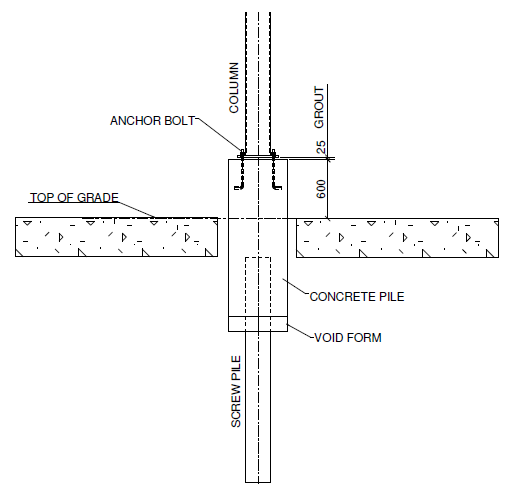 COLUMN
ANCHOR BOLT
25 GROUT
600
TOP OF GRADE
CONCRETE PILE
VOID FORM
SCREW PILE